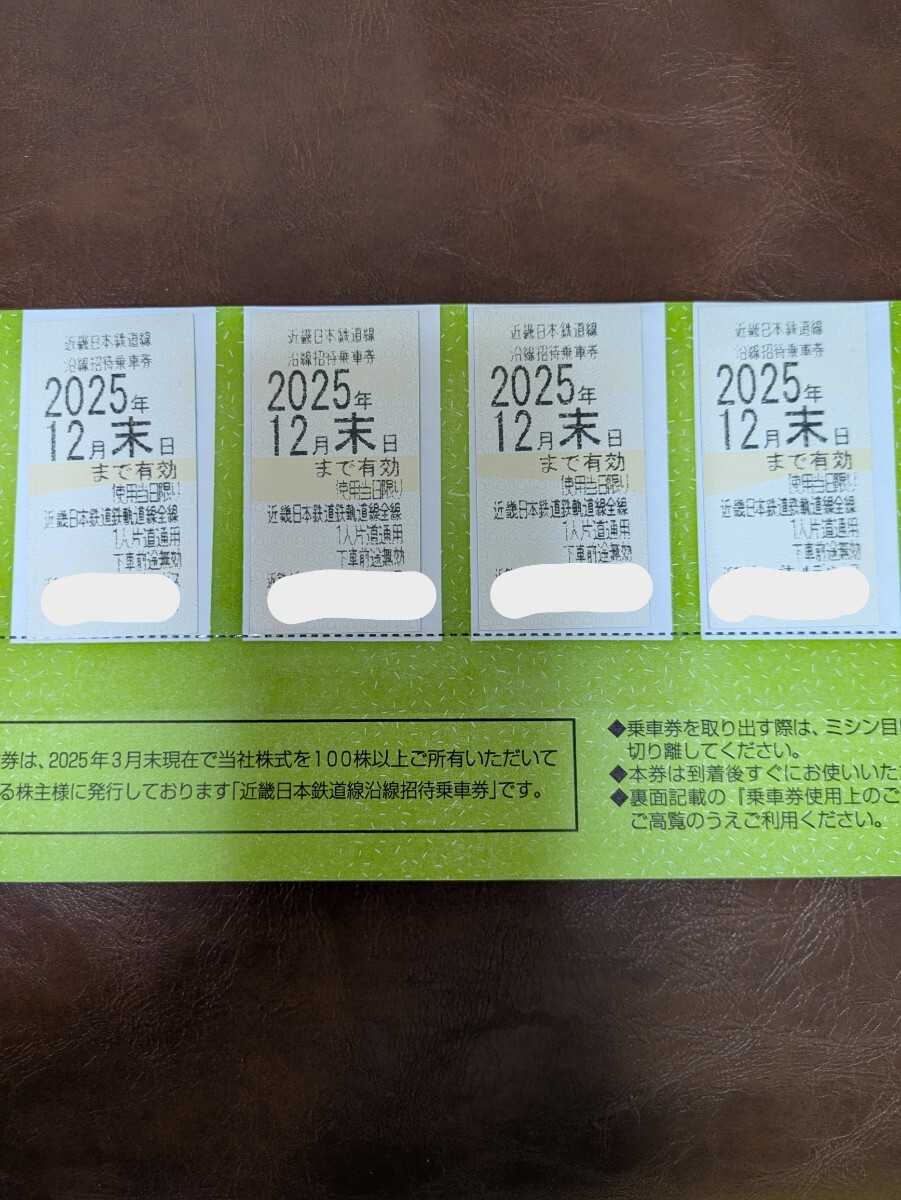 近畿日本鉄道線
沿線招待乗車券
2025年
12月末日
まで有効
使用当日限り
近畿日本鉄道鉄軌道線全線
1人片道通用
下車前途無効
近畿日本鉄道線
沿線招待乗車券
2025年
12月末日
まで有効
使用当日限り
近畿日本鉄道鉄軌道線全線
1人片道通用
下車前途無効
近畿日本鉄道線
沿線招待乗車券
2025年
12月末日
まで有効
使用当日限り
近畿日本鉄道鉄軌道線全線
1人片道通用
下車前途無効
近畿日本鉄道線
沿線招待乗車券
2025年
12月末日
まで有効
使用当日限り
近畿日本鉄道鉄軌道線全線
1人片道通用
下車前途無効
券は、2025年3月末現在で当社株式を100株以上ご所有いただいて
る株主様に発行しております「近畿日本鉄道線沿線招待乗車券」です。
◆乗車券を取り出す際は、ミシン目
切り離してください。
◆本券は到着後すぐにお使いいた
◆裏面記載の『乗車券使用上のご
ご高覧のうえご利用ください。